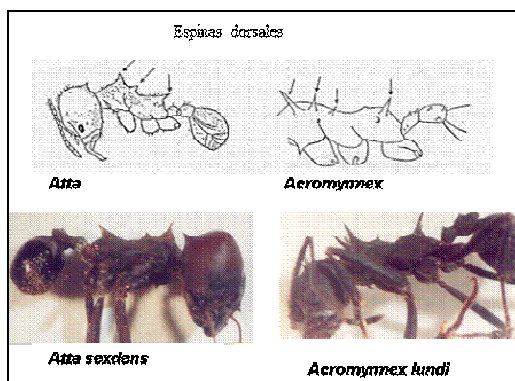 Espinas dorsales
Atta
Acromyrmex
Atta sexdens
Acromyrmex lundi